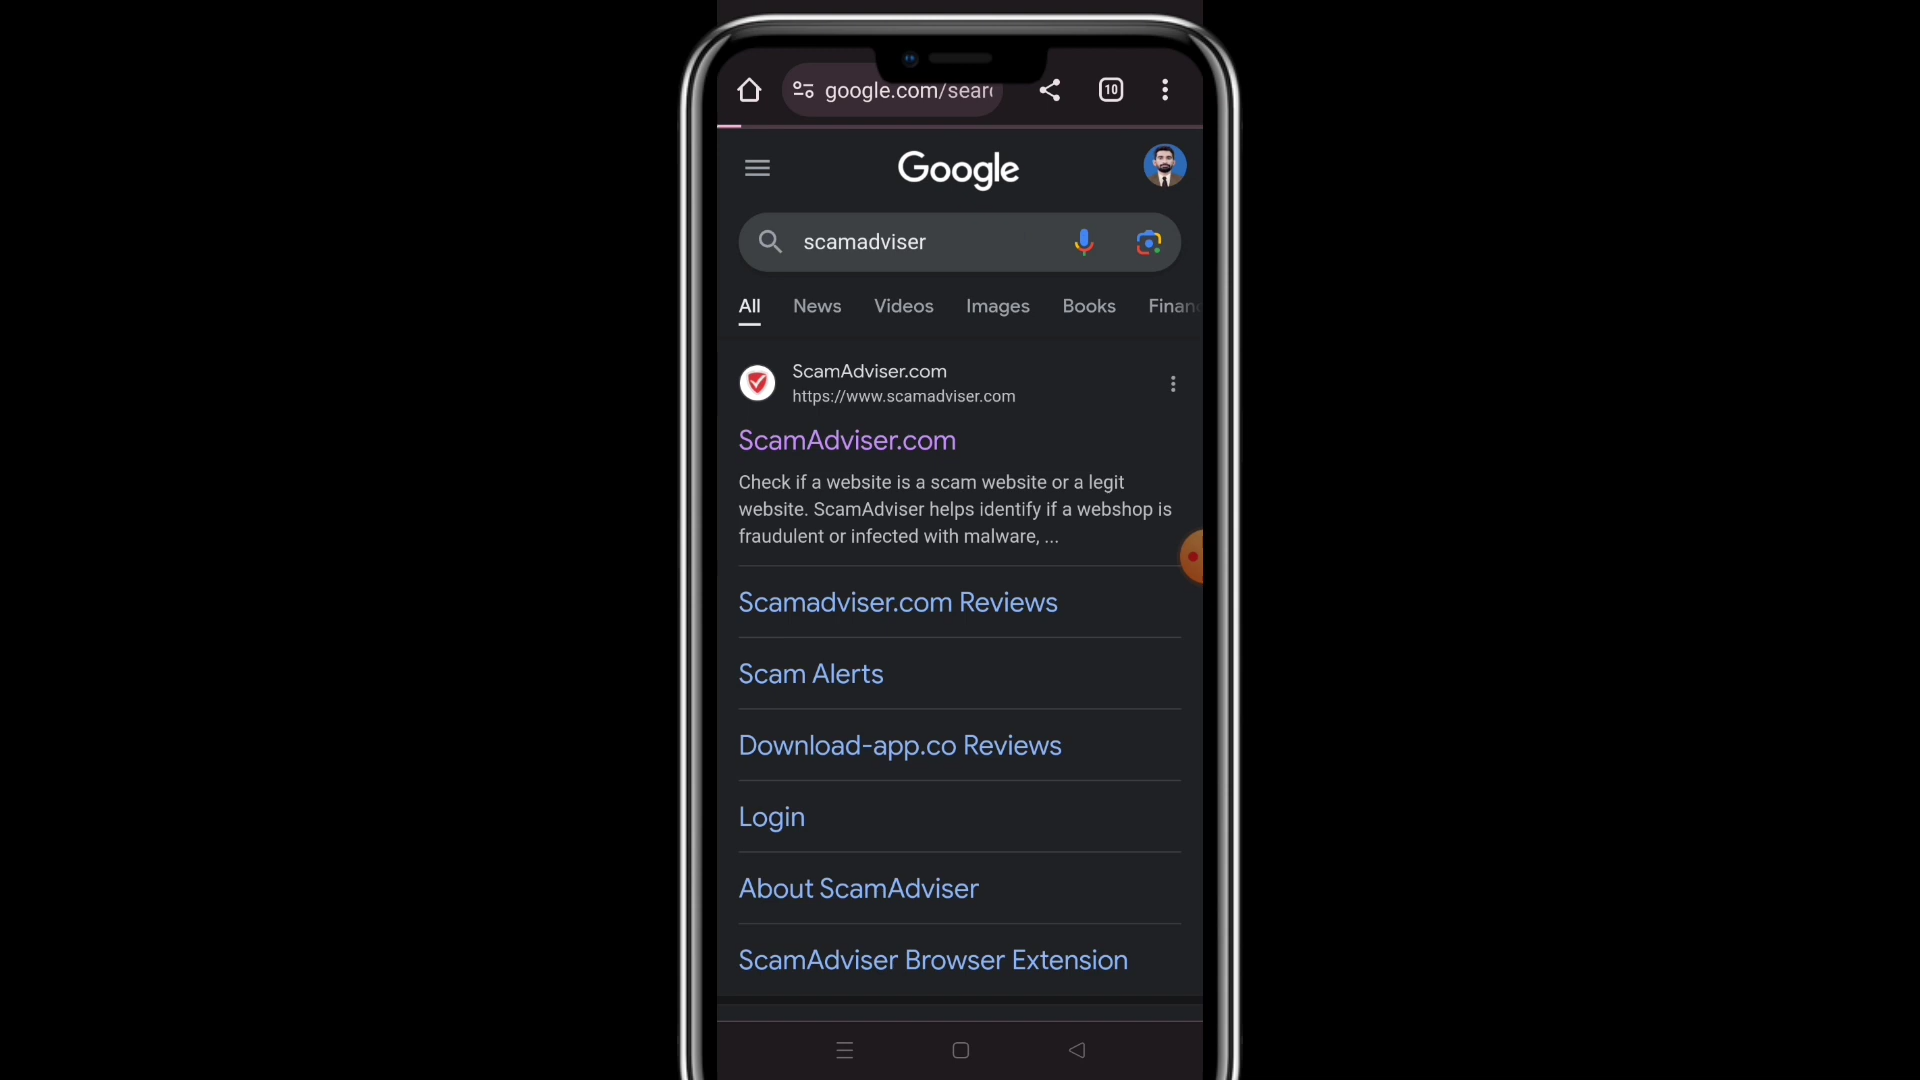 google.com/sear
10
Google
scamadviser
All News Videos Images Books Finan
ScamAdviser.com
https://www.scamadviser.com
ScamAdviser.com
Check if a website is a scam website or a legit
website. ScamAdviser helps identify if a webshop is
fraudulent or infected with malware, ...
Scamadviser.com Reviews
Scam Alerts
Download-app.co Reviews
Login
About ScamAdviser
ScamAdviser Browser Extension